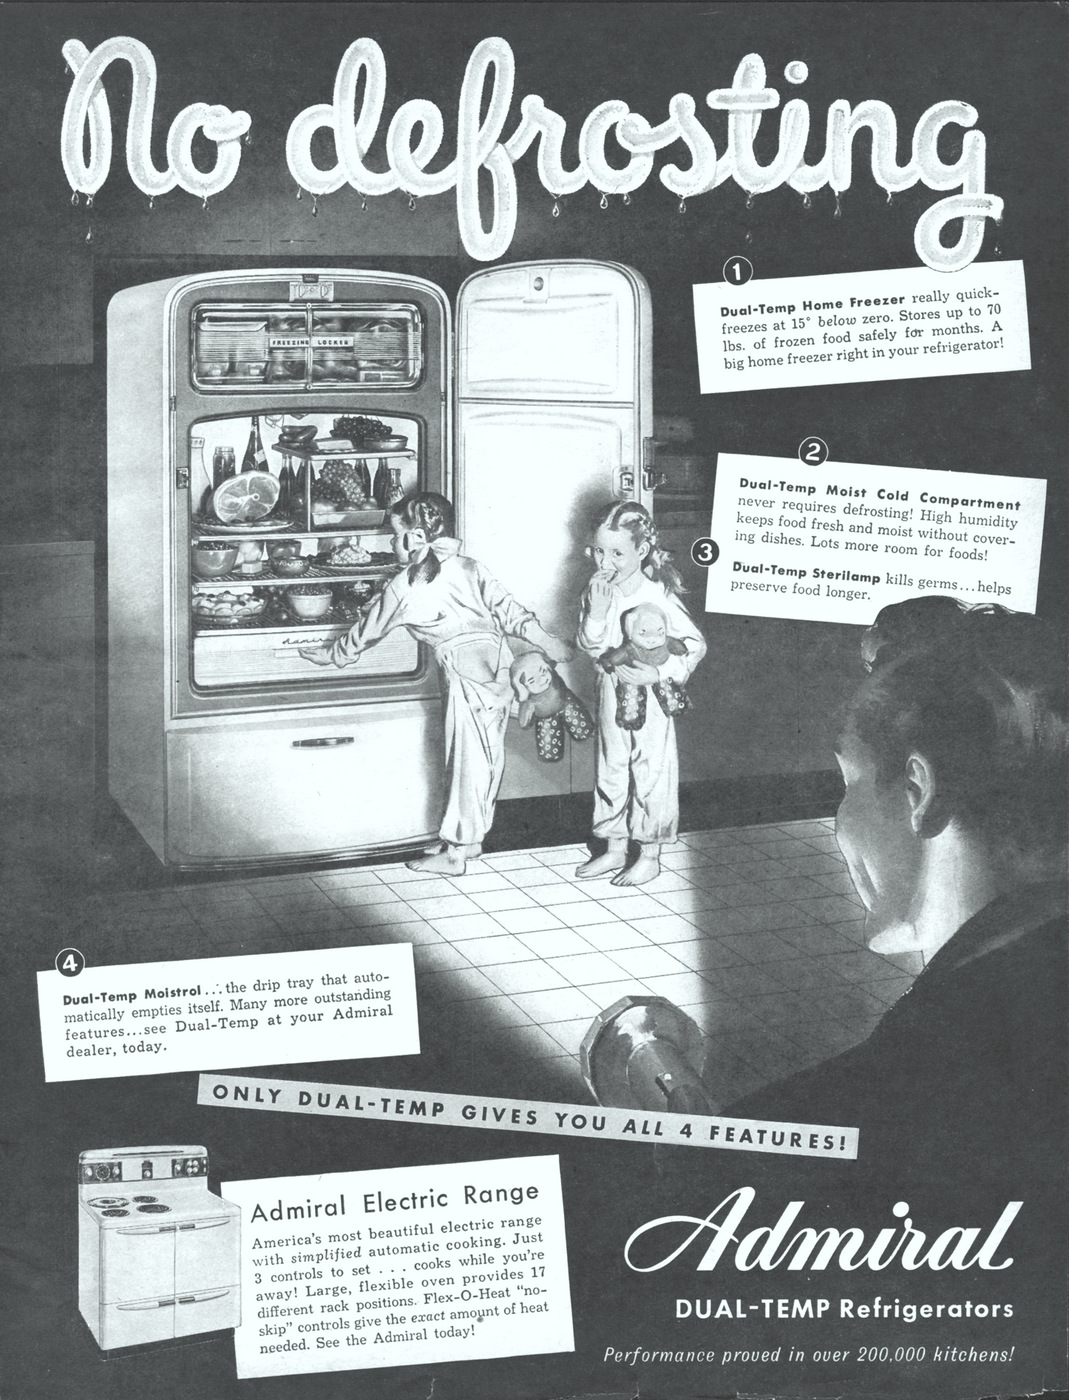 No defrosting
1
Dual-Temp Home Freezer really quick-
freezes at 15° below zero. Stores up to 70
lbs. of frozen food safely for months. A
big home freezer right in your refrigerator!
FREEZING LOCKER
2
Dual-Temp Moist Cold Compartment
never requires defrosting! High humidity
keeps food fresh and moist without cover-
ing dishes. Lots more room for foods!
3
Dual-Temp Sterilamp kills germs...helps
preserve food longer.
4
Dual-Temp Moistrol...the drip tray that auto-
matically empties itself. Many more outstanding
features...see Dual-Temp at your Admiral
dealer, today.
ONLY DUAL-TEMP GIVES YOU ALL 4 FEATURES!
Admiral Electric Range
America's most beautiful electric range
with simplified automatic cooking. Just
3 controls to set . . . cooks while you're
away! Large, flexible oven provides 17
different rack positions. Flex-O-Heat "no-
skip" controls give the exact amount of heat
needed. See the Admiral today!
Admiral
DUAL-TEMP Refrigerators
Performance proved in over 200,000 kitchens!